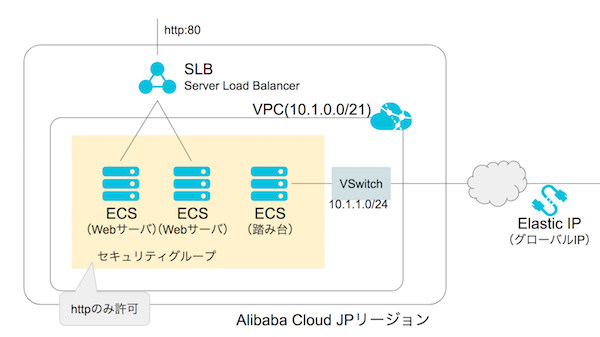 http:80
SLB
Server Load Balancer
VPC(10.1.0.0/21)
ECS
(Webサーバ)
ECS
(Webサーバ)
ECS
(踏み台)
VSwitch
10.1.1.0/24
セキュリティグループ
httpのみ許可
Elastic IP
(グローバルIP)
Alibaba Cloud JPリージョン